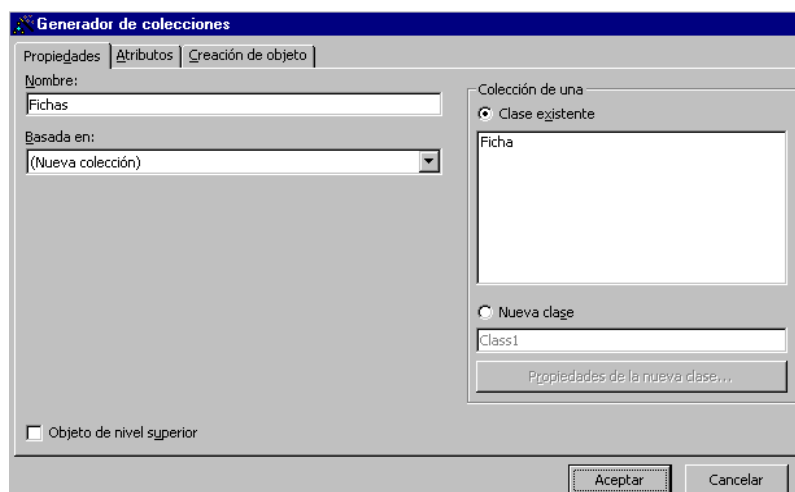 Generador de colecciones
Propiedades Atributos Creación de objeto
Nombre:
Fichas
Basada en:
(Nueva colección)
Colección de una
Clase existente
Ficha
Nueva clase
Class1
Propiedades de la nueva clase...
Objeto de nivel superior
Aceptar Cancelar